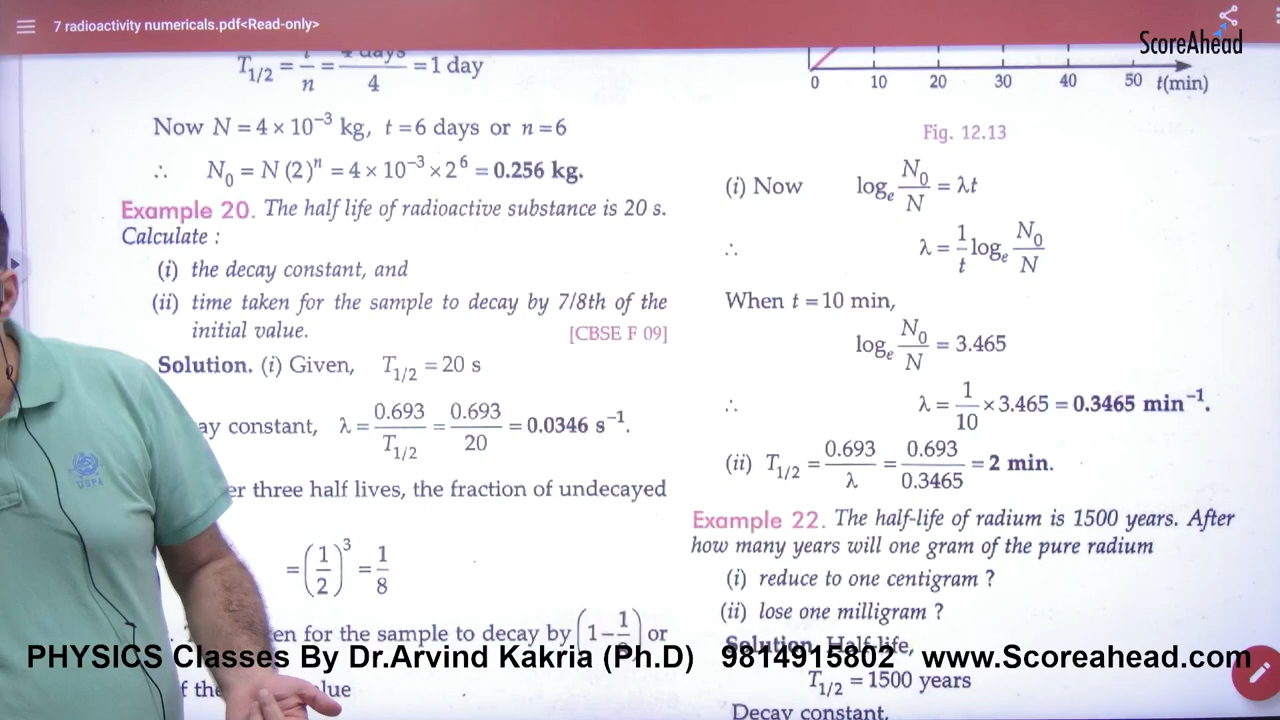 7 radioactivity numericals.pdf<Read-only>
ScoreAhead
T1/2 = t/n = 4 days/4 = 1 day
Now N = 4 × 10⁻³ kg, t = 6 days or n = 6
∴ N₀ = N (2)ⁿ = 4 × 10⁻³ × 2⁶ = 0.256 kg.
Example 20. The half life of radioactive substance is 20 s.
Calculate :
(i) the decay constant, and
(ii) time taken for the sample to decay by 7/8th of the
initial value. [CBSE F 09]
Solution. (i) Given, T1/2 = 20 s
ay constant, λ = 0.693/T1/2 = 0.693/20 = 0.0346 s⁻¹.
er three half lives, the fraction of undecayed
= (1/2)³ = 1/8
en for the sample to decay by (1 − 1/8) or
f the
lue
0 10 20 30 40 50 t(min)
Fig. 12.13
(i) Now logₑ N₀/N = λt
∴ λ = 1/t logₑ N₀/N
When t = 10 min,
logₑ N₀/N = 3.465
∴ λ = 1/10 × 3.465 = 0.3465 min⁻¹.
(ii) T1/2 = 0.693/λ = 0.693/0.3465 = 2 min.
Example 22. The half-life of radium is 1500 years. After
how many years will one gram of the pure radium
(i) reduce to one centigram ?
(ii) lose one milligram ?
Solution. Half-life,
T1/2 = 1500 years
Decay constant,
USPA
PHYSICS Classes By Dr.Arvind Kakria (Ph.D) 9814915802 www.Scoreahead.com